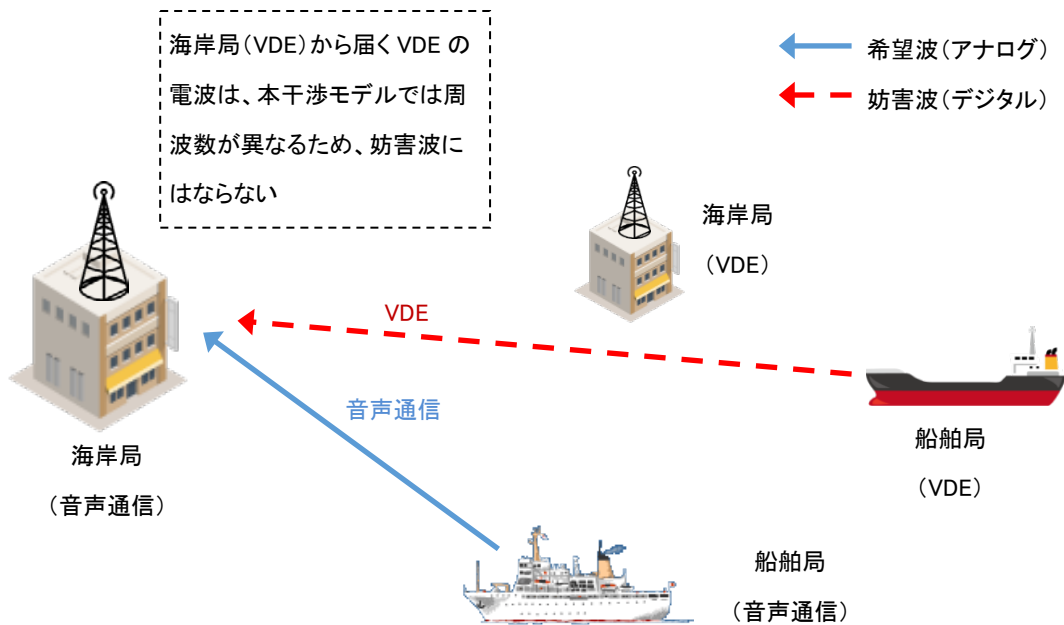 海岸局(VDE)から届く VDE の
電波は、本干渉モデルでは周
波数が異なるため、妨害波に
はならない
希望波(アナログ)
妨害波(デジタル)
海岸局
(VDE)
VDE
音声通信
海岸局
(音声通信)
船舶局
(VDE)
船舶局
(音声通信)